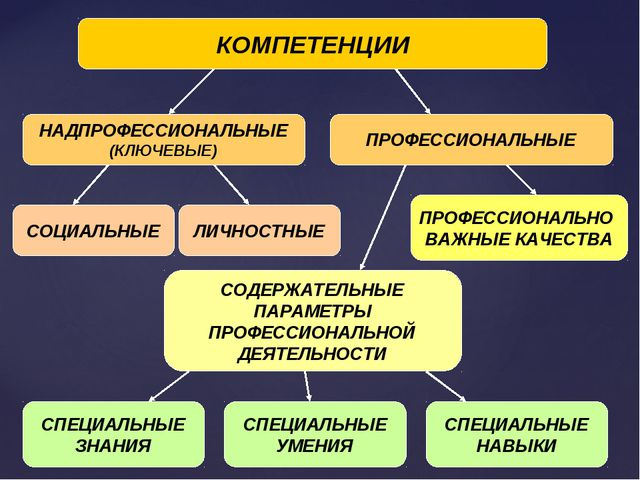 КОМПЕТЕНЦИИ
НАДПРОФЕССИОНАЛЬНЫЕ
(КЛЮЧЕВЫЕ)
ПРОФЕССИОНАЛЬНЫЕ
СОЦИАЛЬНЫЕ
ЛИЧНОСТНЫЕ
ПРОФЕССИОНАЛЬНО
ВАЖНЫЕ КАЧЕСТВА
СОДЕРЖАТЕЛЬНЫЕ
ПАРАМЕТРЫ
ПРОФЕССИОНАЛЬНОЙ
ДЕЯТЕЛЬНОСТИ
СПЕЦИАЛЬНЫЕ
ЗНАНИЯ
СПЕЦИАЛЬНЫЕ
УМЕНИЯ
СПЕЦИАЛЬНЫЕ
НАВЫКИ